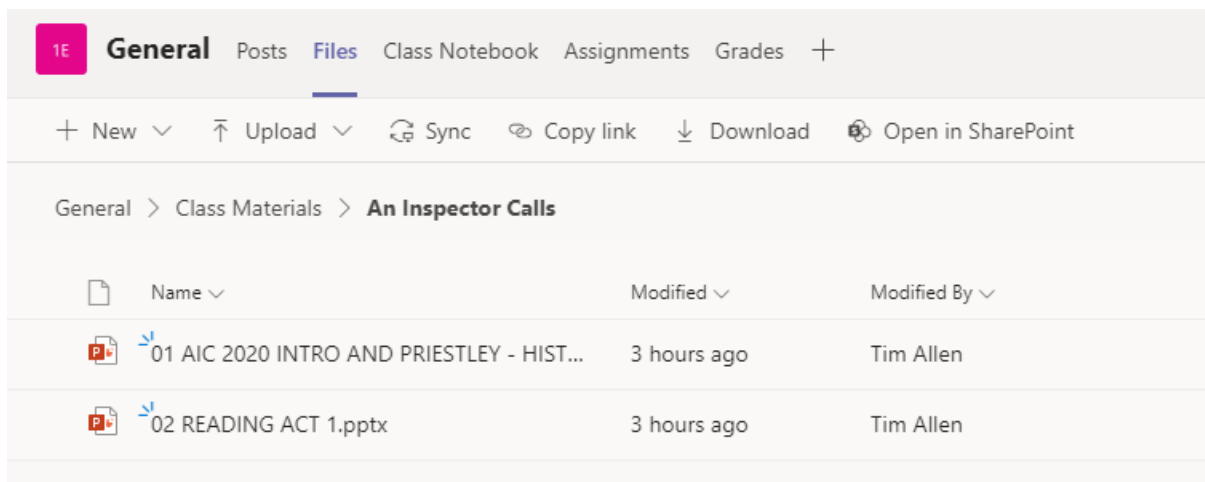 1E General Posts Files Class Notebook Assignments Grades
New Upload Sync Copy link Download Open in SharePoint
General > Class Materials > An Inspector Calls
Name Modified Modified By
01 AIC 2020 INTRO AND PRIESTLEY - HIST... 3 hours ago Tim Allen
02 READING ACT 1.pptx 3 hours ago Tim Allen